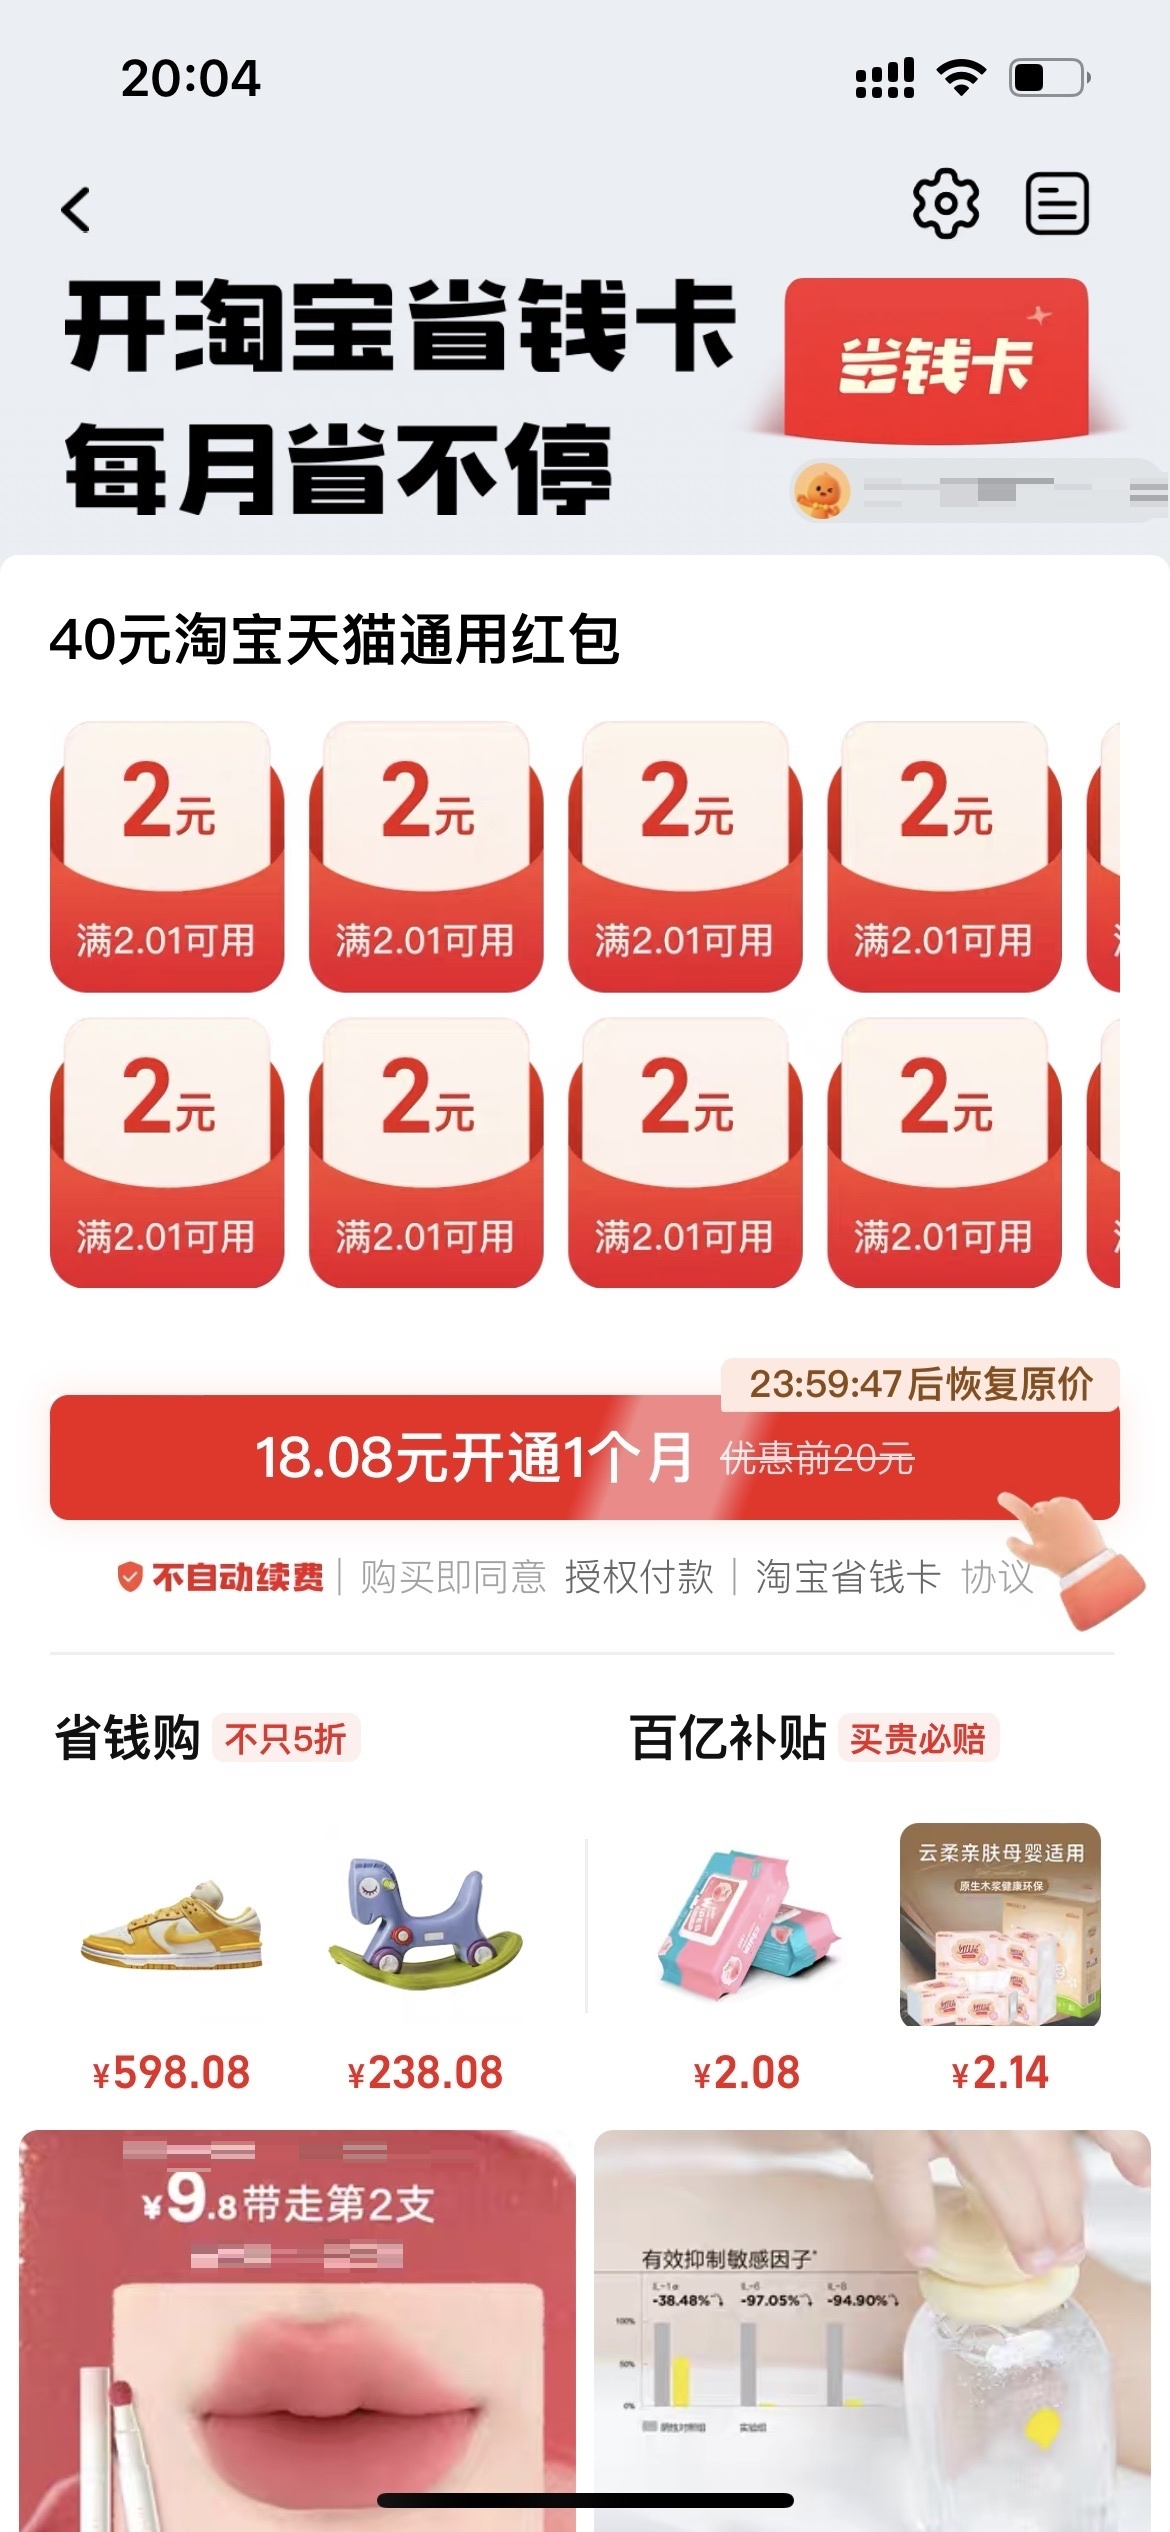 20:04
开淘宝省钱卡
每月省不停
省钱卡
40元淘宝天猫通用红包
2元 2元 2元 2元
满2.01可用 满2.01可用 满2.01可用 满2.01可用
2元 2元 2元 2元
满2.01可用 满2.01可用 满2.01可用 满2.01可用
23:59:47后恢复原价
18.08元开通1个月 优惠前20元
不自动续费 | 购买即同意 授权付款 | 淘宝省钱卡 协议
省钱购 不只5折
百亿补贴 买贵必赔
云柔亲肤母婴适用
原生木浆健康环保
¥598.08 ¥238.08 ¥2.08 ¥2.14
¥9.8带走第2支
有效抑制敏感因子*
IL-1α IL-6 IL-8
-38.48% -97.05% -94.90%
100%
50%
0%
实验组